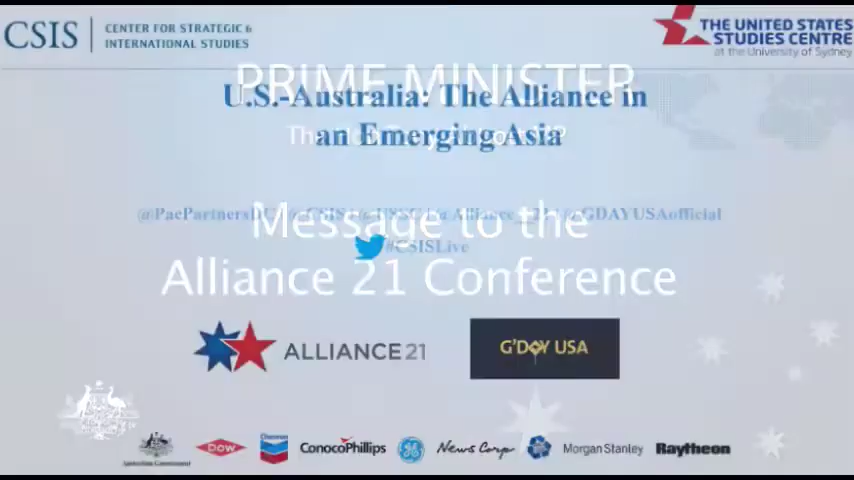 CSIS
CENTER FOR STRATEGIC &
INTERNATIONAL STUDIES
THE UNITED STATES
STUDIES CENTRE
at the University of Sydney
PRIME MINISTER
U.S.-Australia: The Alliance in
an Emerging Asia
@PacPartnersDC
@GDAYUSAofficial
#CSISLive
Message to the
Alliance 21 Conference
ALLIANCE 21
G'DAY USA
Australian Government
Dow
Chevron
ConocoPhillips
News Corp
Morgan Stanley
Raytheon